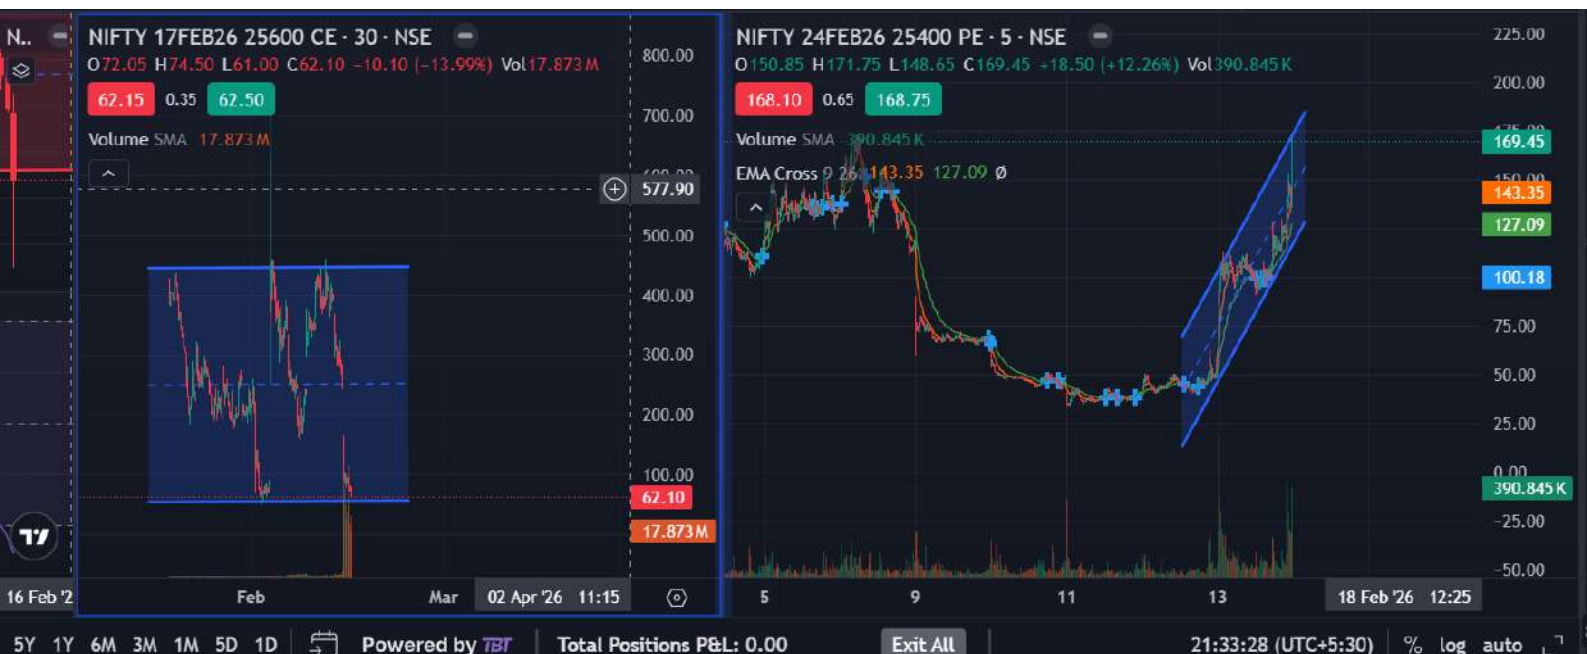 N..
NIFTY 17FEB26 25600 CE · 30 · NSE
O72.05 H74.50 L61.00 C62.10 −10.10 (−13.99%) Vol17.873M
62.15 0.35 62.50
Volume SMA 17.873M
800.00
700.00
577.90
500.00
400.00
300.00
200.00
100.00
62.10
17.873M
16 Feb '2
Feb Mar 02 Apr '26 11:15
NIFTY 24FEB26 25400 PE · 5 · NSE
O150.85 H171.75 L148.65 C169.45 +18.50 (+12.26%) Vol390.845K
168.10 0.65 168.75
Volume SMA 390.845K
EMA Cross 9 26 143.35 127.09 Ø
225.00
200.00
169.45
150.00
143.35
127.09
100.18
75.00
50.00
25.00
0.00
390.845K
−25.00
−50.00
5 9 11 13 18 Feb '26 12:25
5Y 1Y 6M 3M 1M 5D 1D Powered by TBT Total Positions P&L: 0.00 Exit All 21:33:28 (UTC+5:30) % log auto